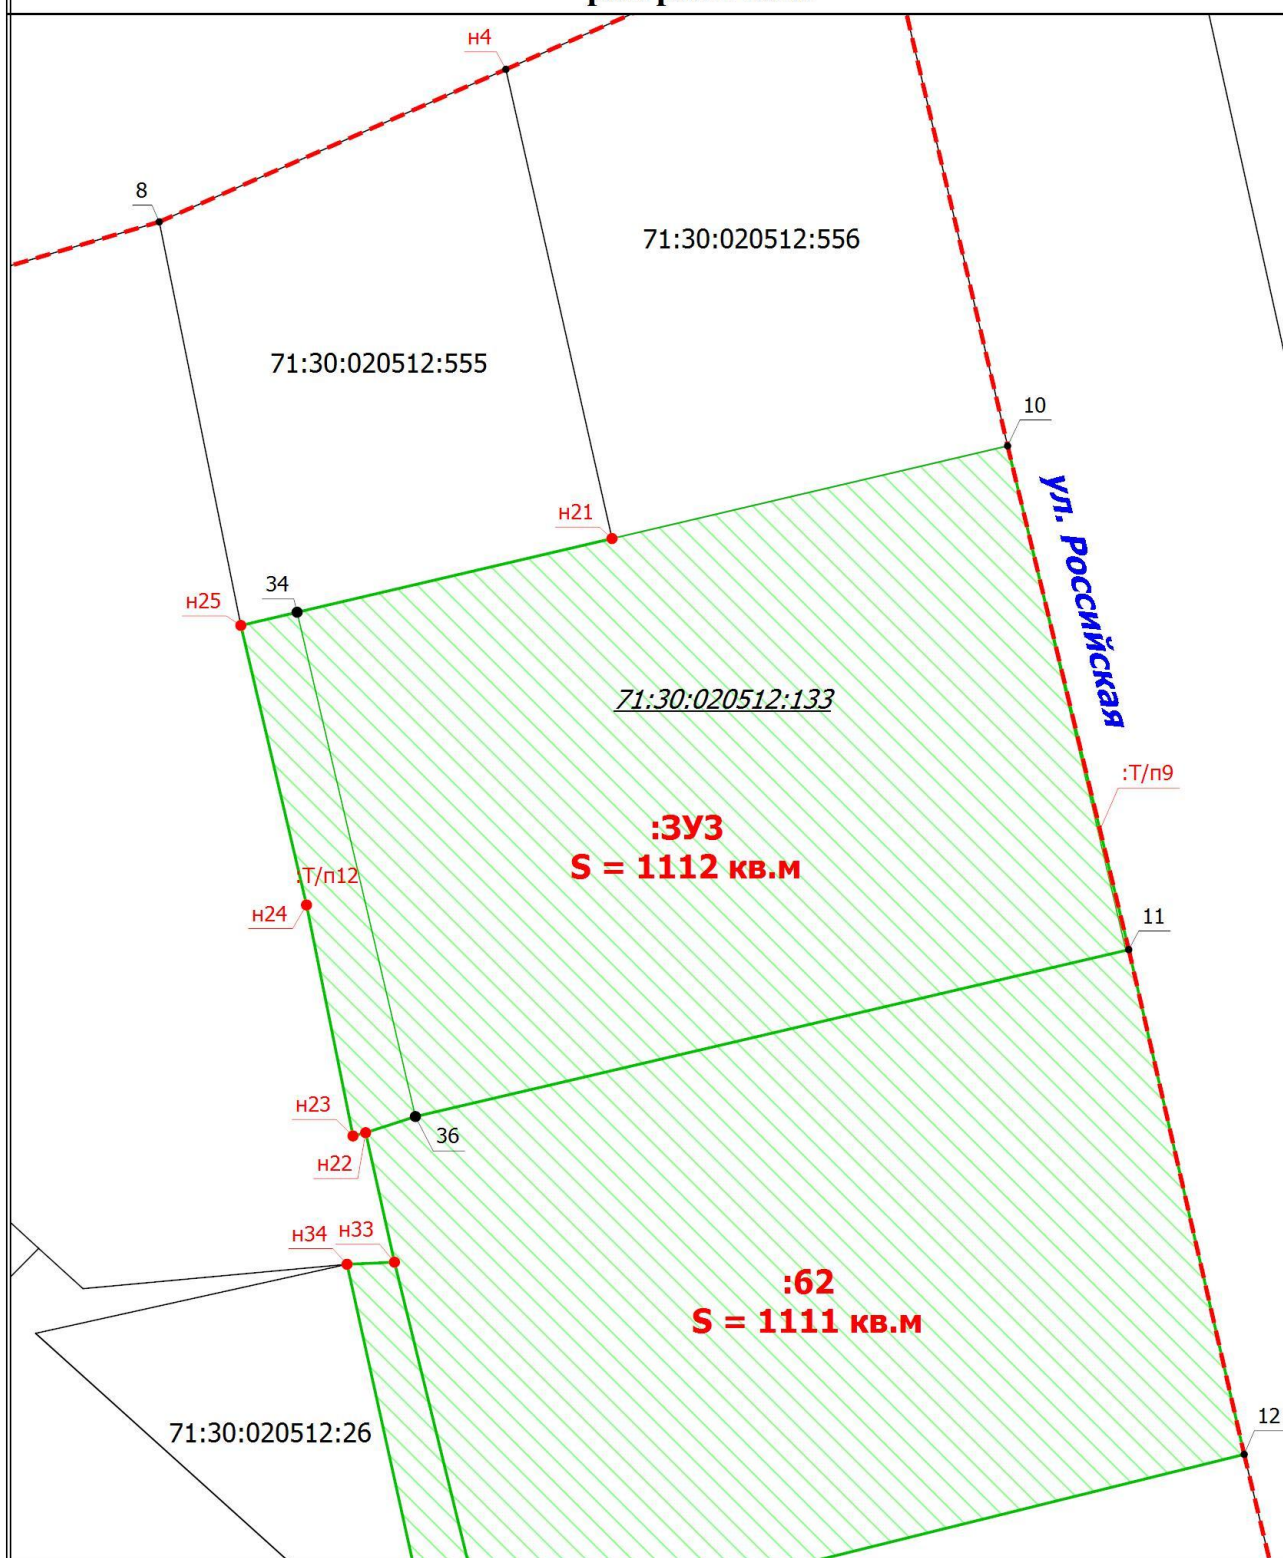 н4
8
71:30:020512:556
71:30:020512:555
10
ул. Российская
н21
34
н25
71:30:020512:133
:Т/п9
:ЗУ3
S = 1112 кв.м
:Т/п12
н24
11
н23
36
н22
н34
н33
:62
S = 1111 кв.м
12
71:30:020512:26